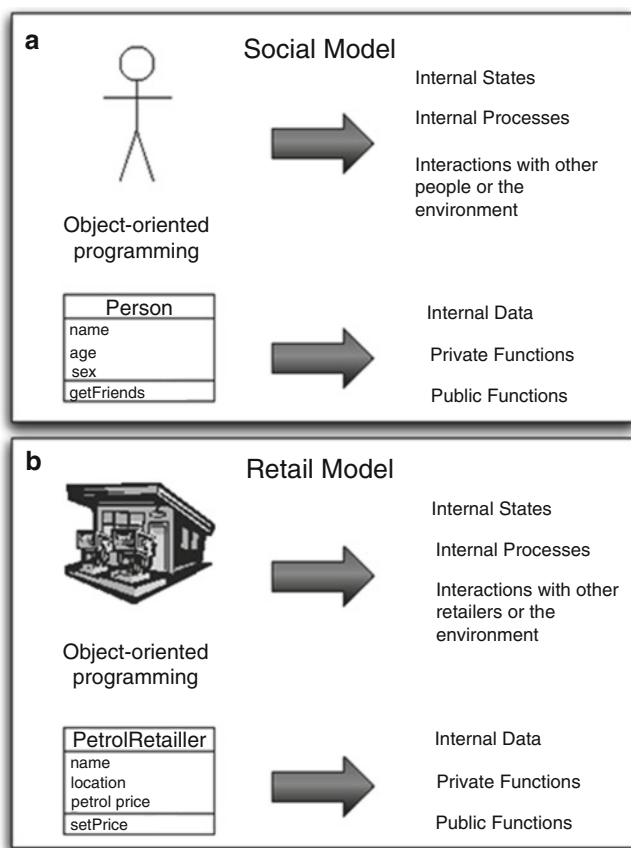 a
Social Model
Internal States
Internal Processes
Interactions with other
people or the
environment
Object-oriented
programming
Person
name
age
sex
getFriends
Internal Data
Private Functions
Public Functions
b
Retail Model
Internal States
Internal Processes
Interactions with other
retailers or the
environment
Object-oriented
programming
PetrolRetailler
name
location
petrol price
setPrice
Internal Data
Private Functions
Public Functions